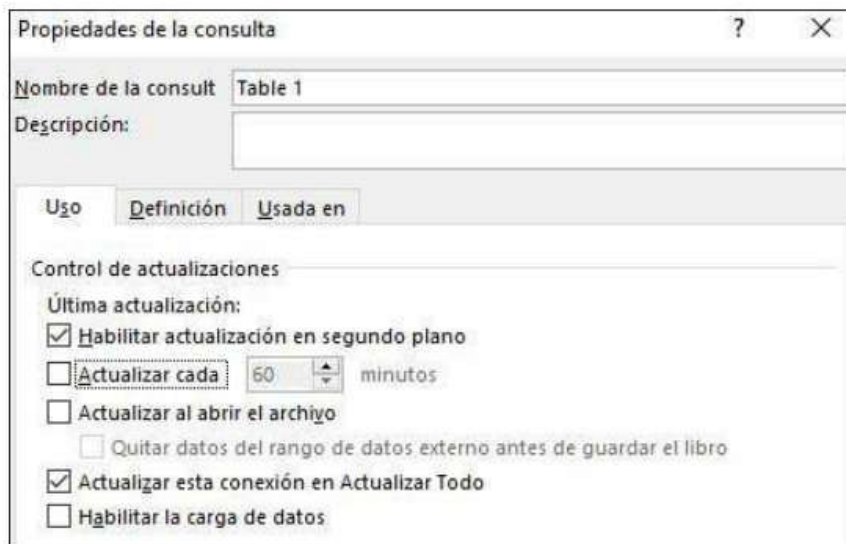 Propiedades de la consulta ? X
Nombre de la consult Table 1
Descripción:
Uso Definición Usada en
Control de actualizaciones
Última actualización:
Habilitar actualización en segundo plano
Actualizar cada 60 minutos
Actualizar al abrir el archivo
Quitar datos del rango de datos externo antes de guardar el libro
Actualizar esta conexión en Actualizar Todo
Habilitar la carga de datos